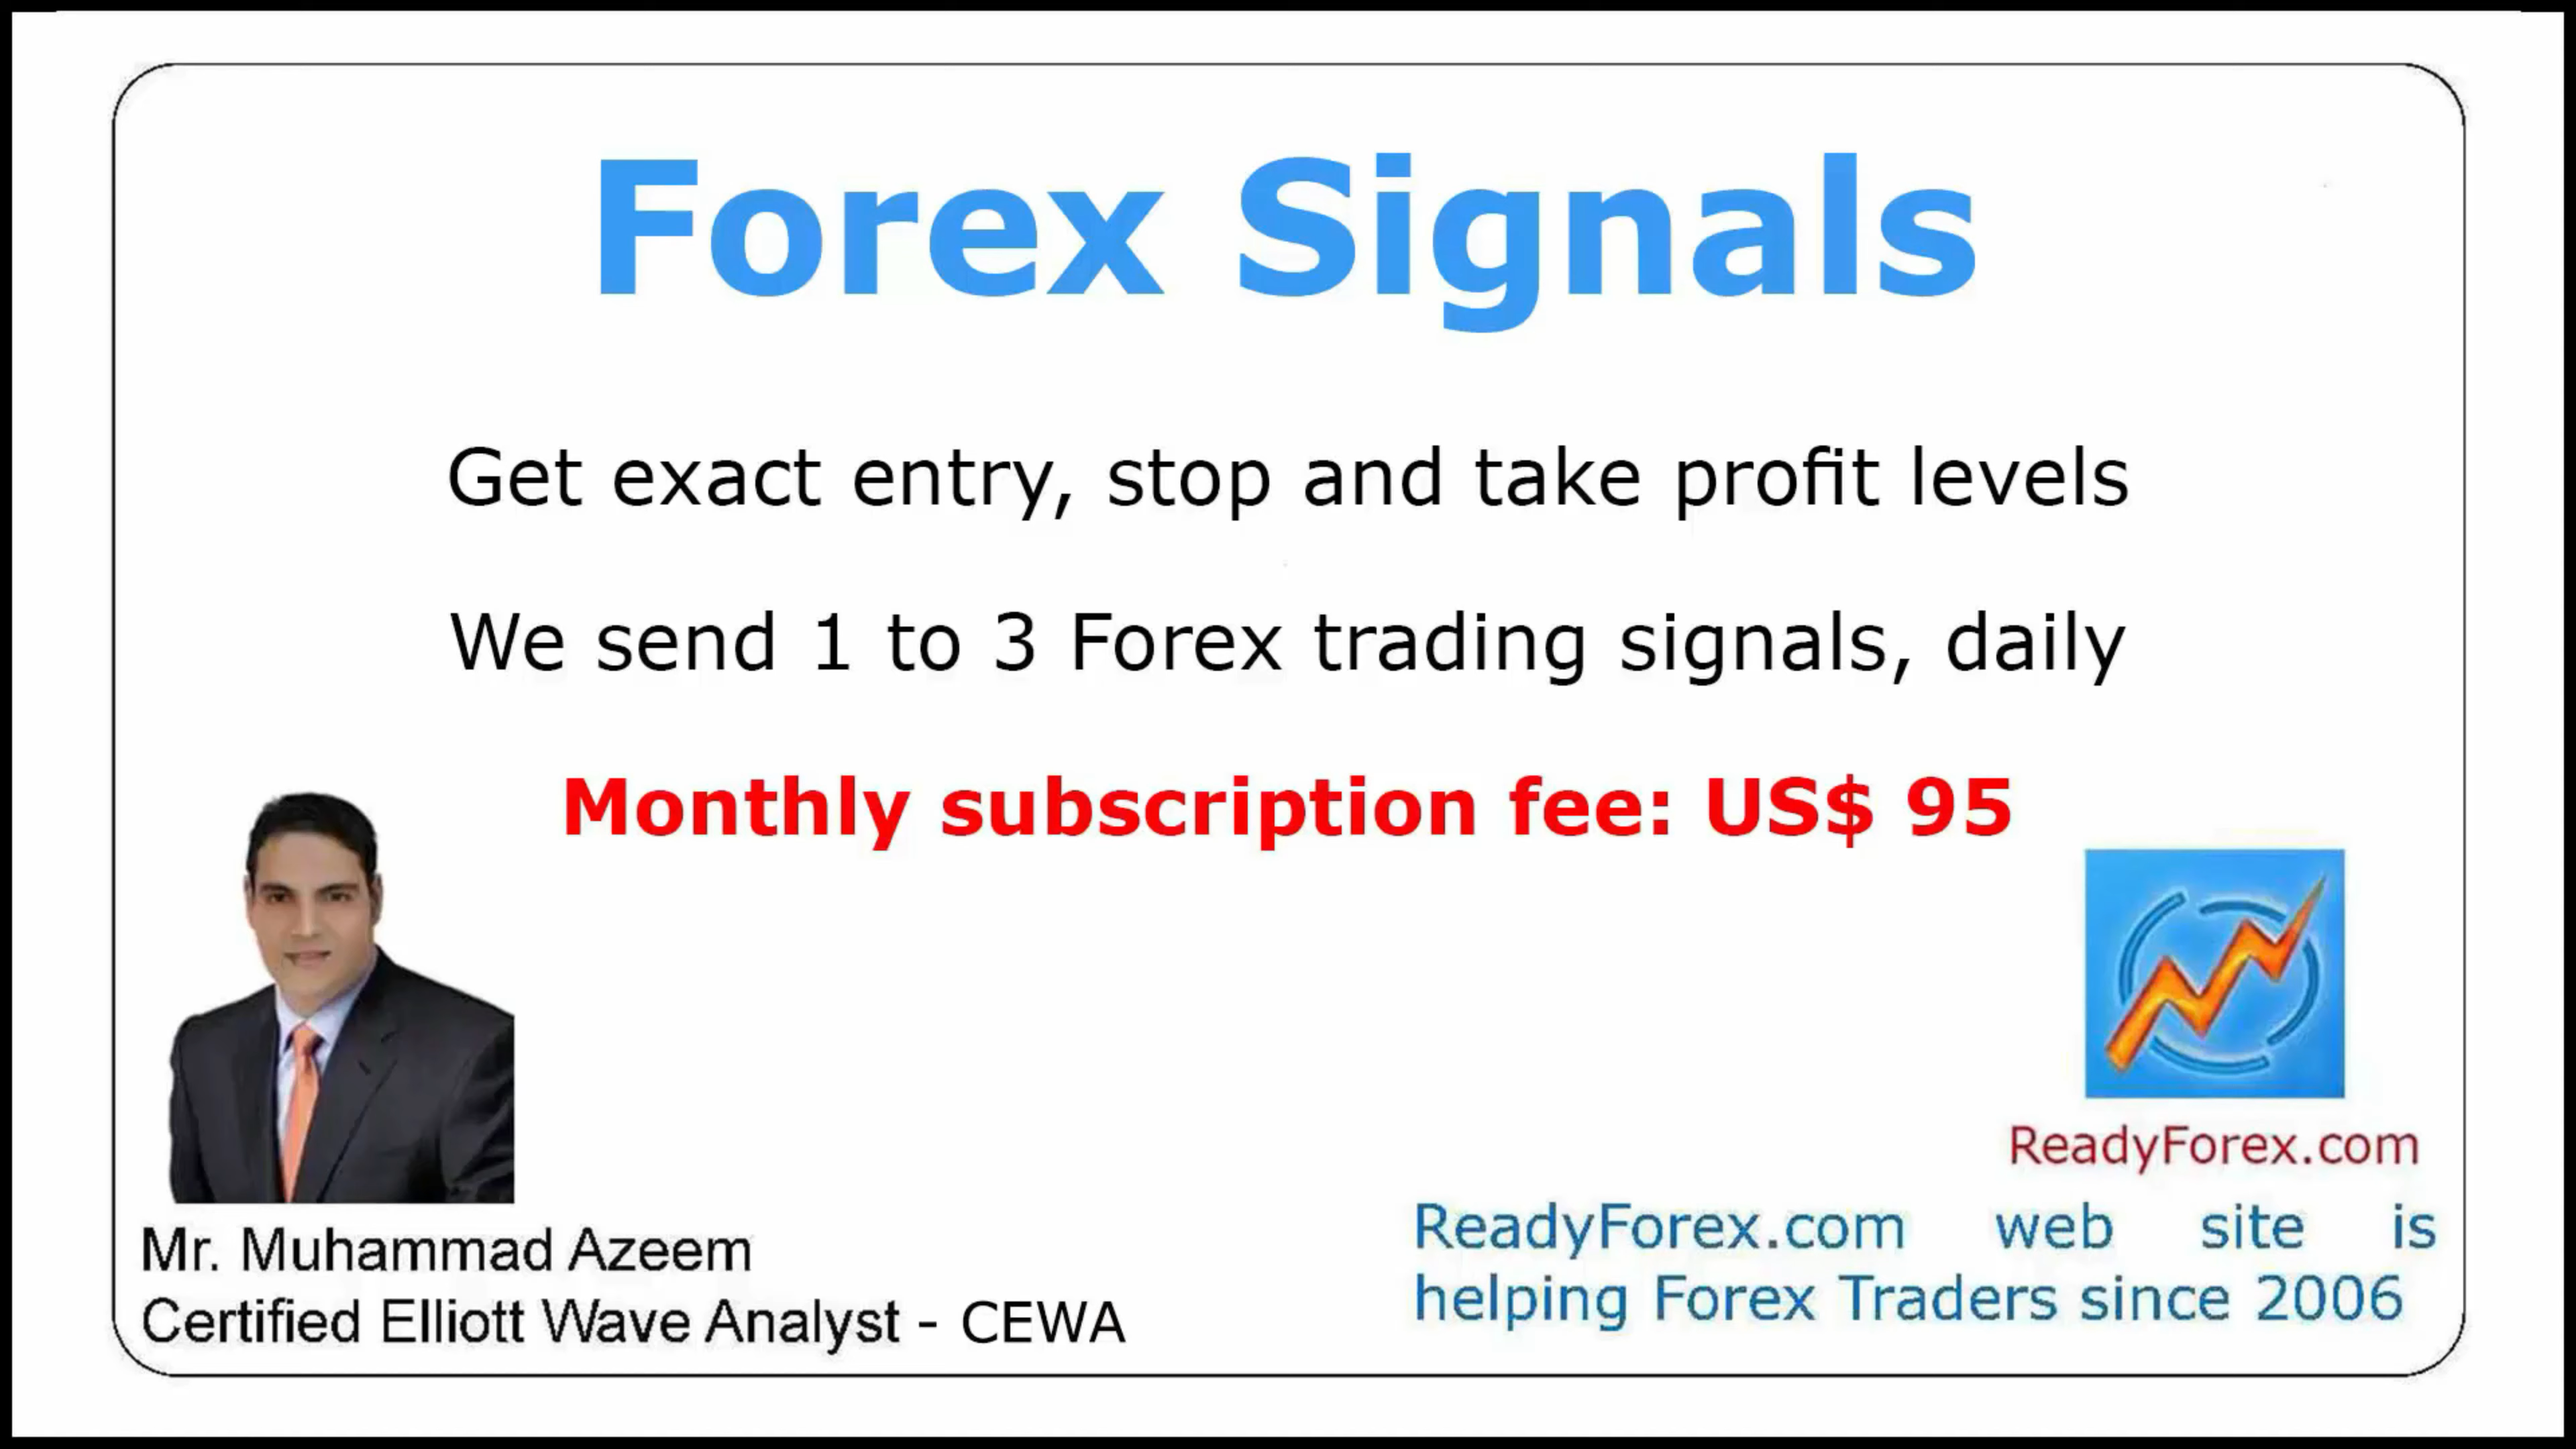 Forex Signals
Get exact entry, stop and take profit levels
We send 1 to 3 Forex trading signals, daily
Monthly subscription fee: US$ 95
ReadyForex.com
Mr. Muhammad Azeem
Certified Elliott Wave Analyst - CEWA
ReadyForex.com web site is
helping Forex Traders since 2006